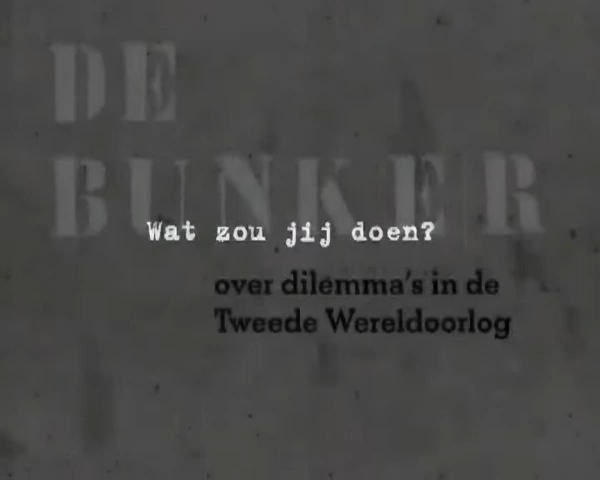 DE
BUNKER
Wat zou jij doen?
over dilemma's in de
Tweede Wereldoorlog